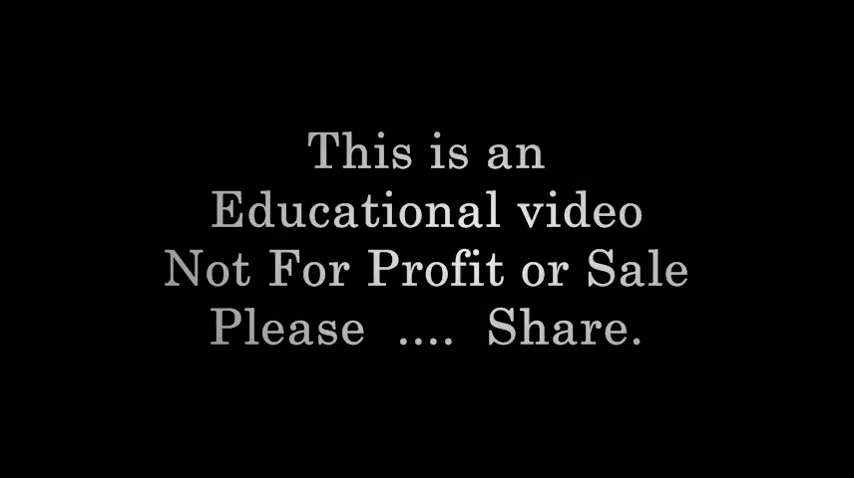 This is an
Educational video
Not For Profit or Sale
Please .... Share.